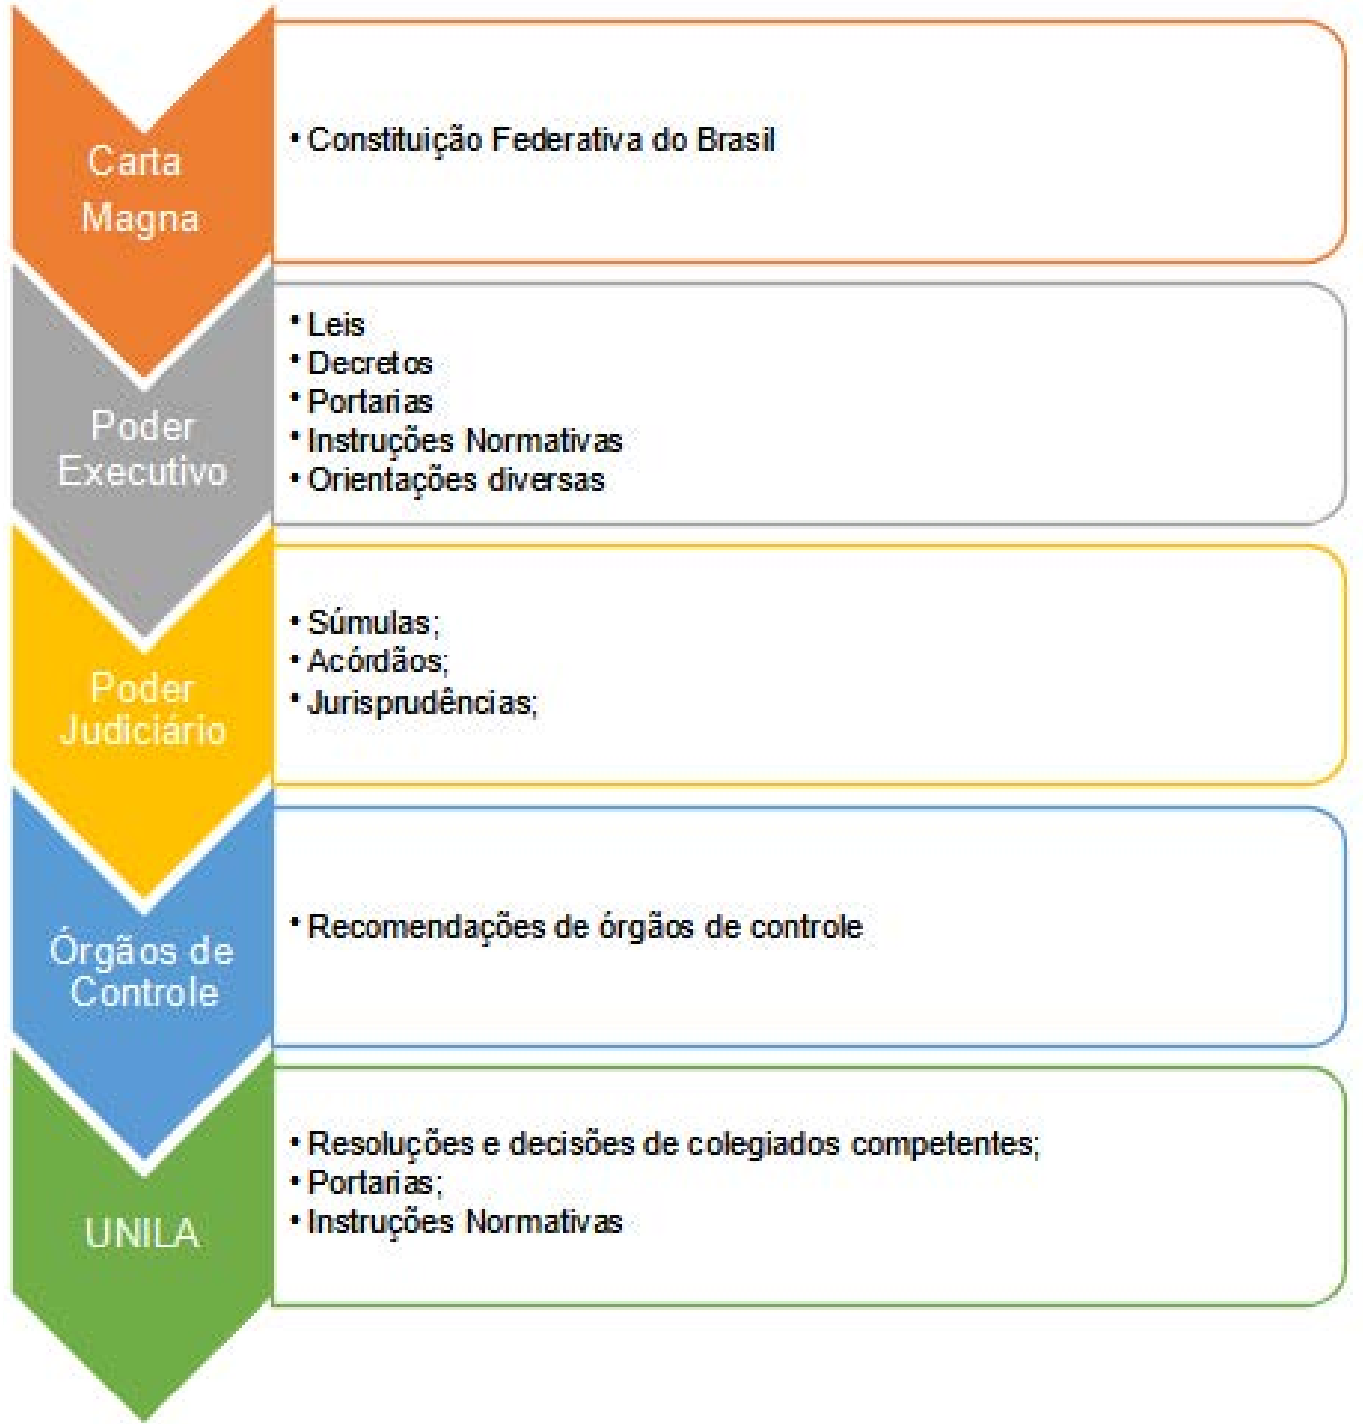 Carta
Magna
• Constituição Federativa do Brasil
Poder
Executivo
• Leis
• Decretos
• Portarias
• Instruções Normativas
• Orientações diversas
Poder
Judiciário
• Súmulas;
• Acórdãos;
• Jurisprudências;
Órgãos de
Controle
• Recomendações de órgãos de controle
UNILA
• Resoluções e decisões de colegiados competentes;
• Portarias;
• Instruções Normativas